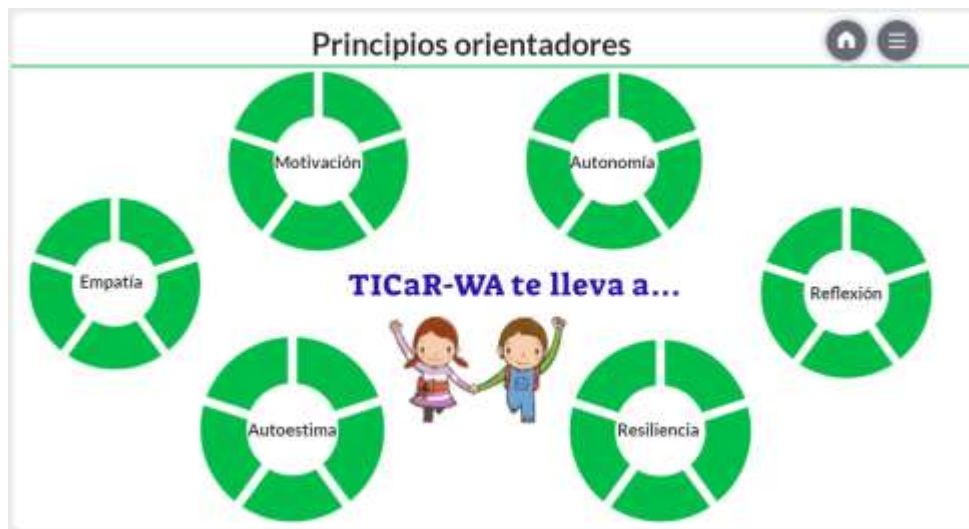 Principios orientadores
Motivación
Autonomía
Empatía
TICaR-WA te lleva a...
Reflexión
Autoestima
Resiliencia